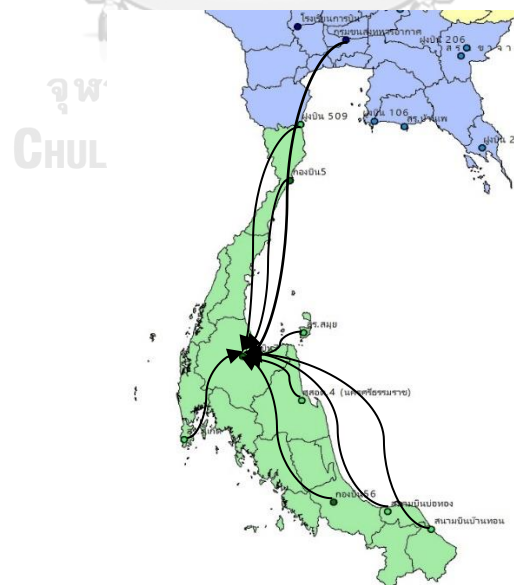 โรงเรียนการบิน
กรมขนส่งทหารอากาศ
ฝูงบิน 206
จุฬ
CHUL
ฝูงบิน 509
ฝูงบิน 106
สร.บ้านเพ
ฝูงบิน 2
กองบิน5
สร.สมุย
4 (นครศรีธรรมราช)
กองบิน56
สนามบินบ่อทอง
สนามบินบ้านทอน